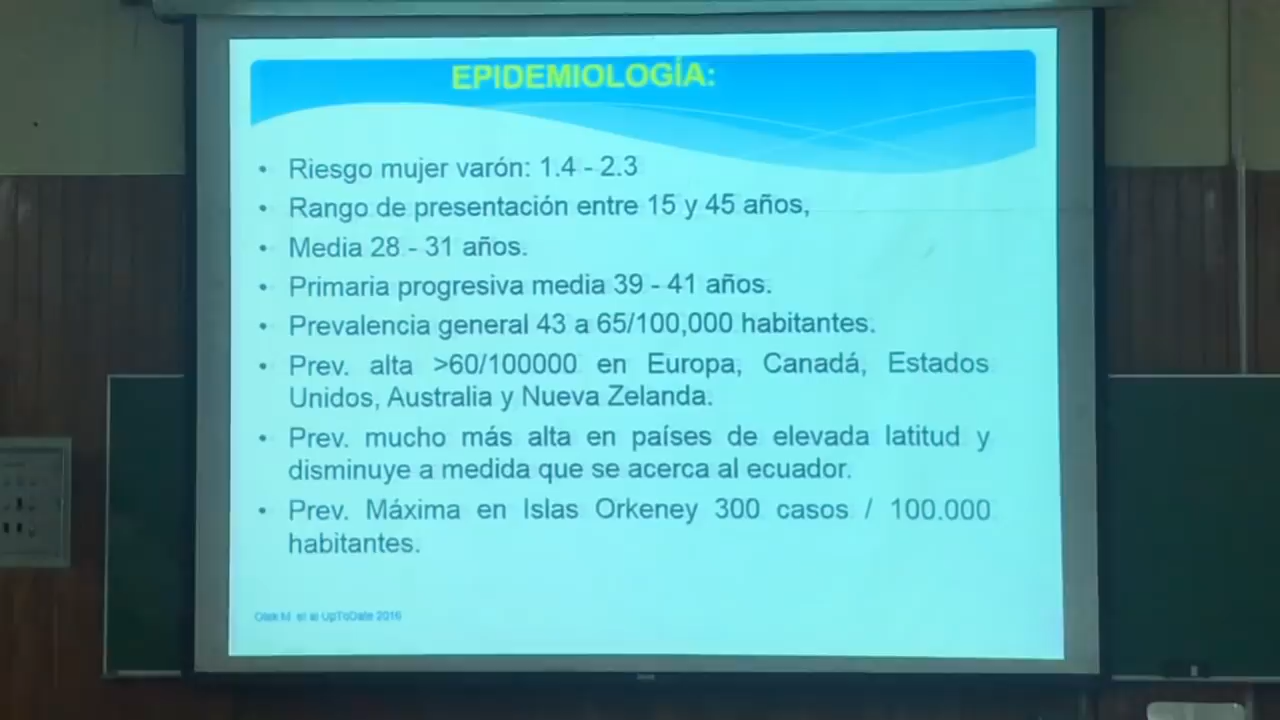 EPIDEMIOLOGÍA:
• Riesgo mujer varón: 1.4 - 2.3
• Rango de presentación entre 15 y 45 años,
• Media 28 - 31 años.
• Primaria progresiva media 39 - 41 años.
• Prevalencia general 43 a 65/100,000 habitantes.
• Prev. alta >60/100000 en Europa, Canadá, Estados
Unidos, Australia y Nueva Zelanda.
• Prev. mucho más alta en países de elevada latitud y
disminuye a medida que se acerca al ecuador.
• Prev. Máxima en Islas Orkeney 300 casos / 100.000
habitantes.
M et al UpToDate 2016